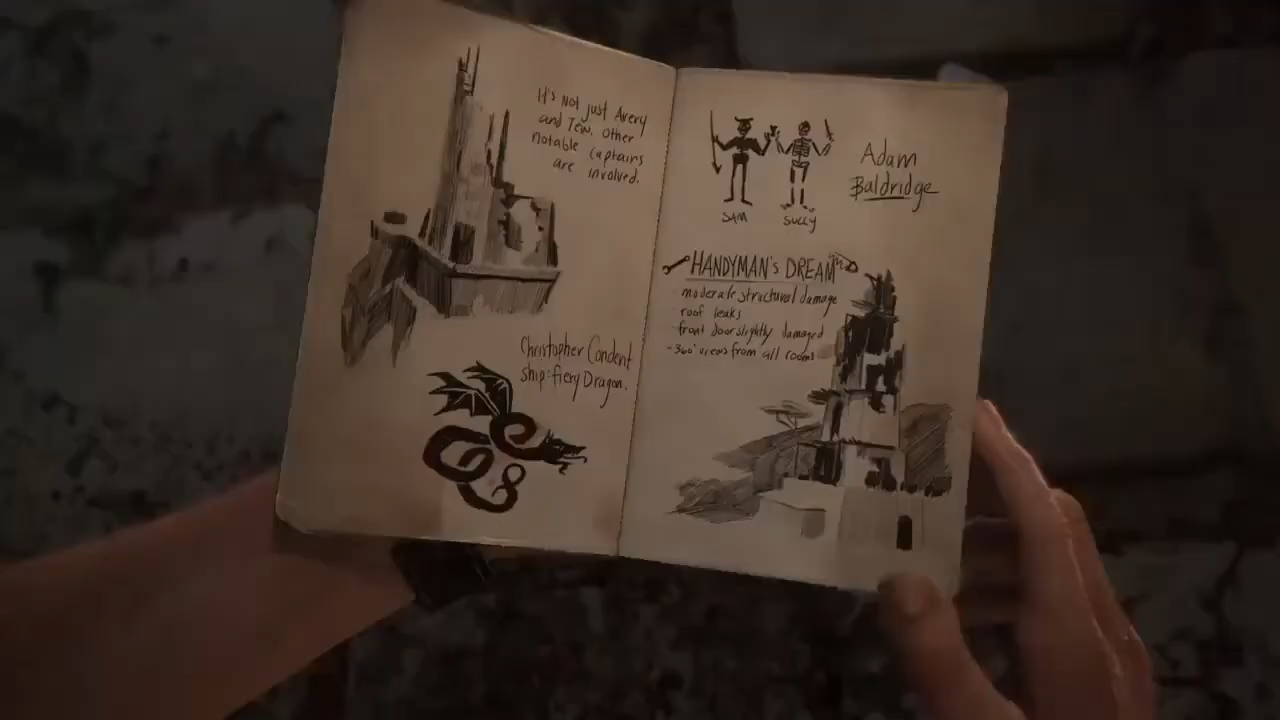 It's Not just Avery
and Tew. Other
notable captains
are involved.
Christopher Condent
ship: fiery Dragon.
SAM
SULLY
Adam
Baldridge
HANDYMAN'S DREAM
- moderate structural damage
- roof leaks
- front door slightly damaged
- 360° views from all rooms